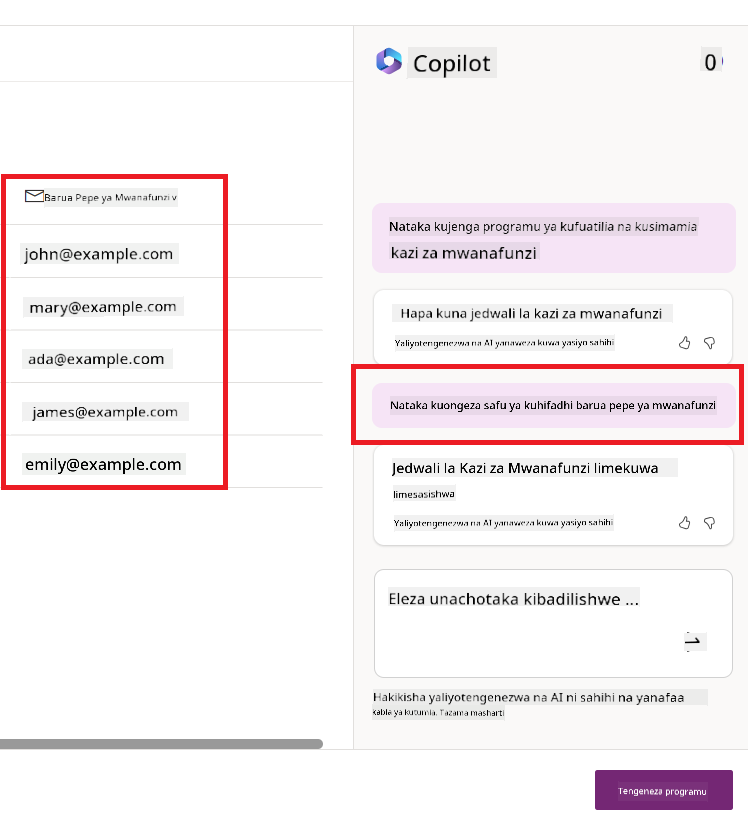 Copilot
0
Barua Pepe ya Mwanafunzi v
john@example.com
mary@example.com
ada@example.com
james@example.com
emily@example.com
Nataka kujenga programu ya kufuatilia na kusimamia
kazi za mwanafunzi
Hapa kuna jedwali la kazi za mwanafunzi
Yaliyotengenezwa na AI yanaweza kuwa yasiyo sahihi
Nataka kuongeza safu ya kuhifadhi barua pepe ya mwanafunzi
Jedwali la Kazi za Mwanafunzi limekuwa
limesasishwa
Yaliyotengenezwa na AI yanaweza kuwa yasiyo sahihi
Eleza unachotaka kibadilishwe ...
Hakikisha yaliyotengenezwa na AI ni sahihi na yanafaa
kabla ya kutumia. Tazama masharti
Tengeneza programu